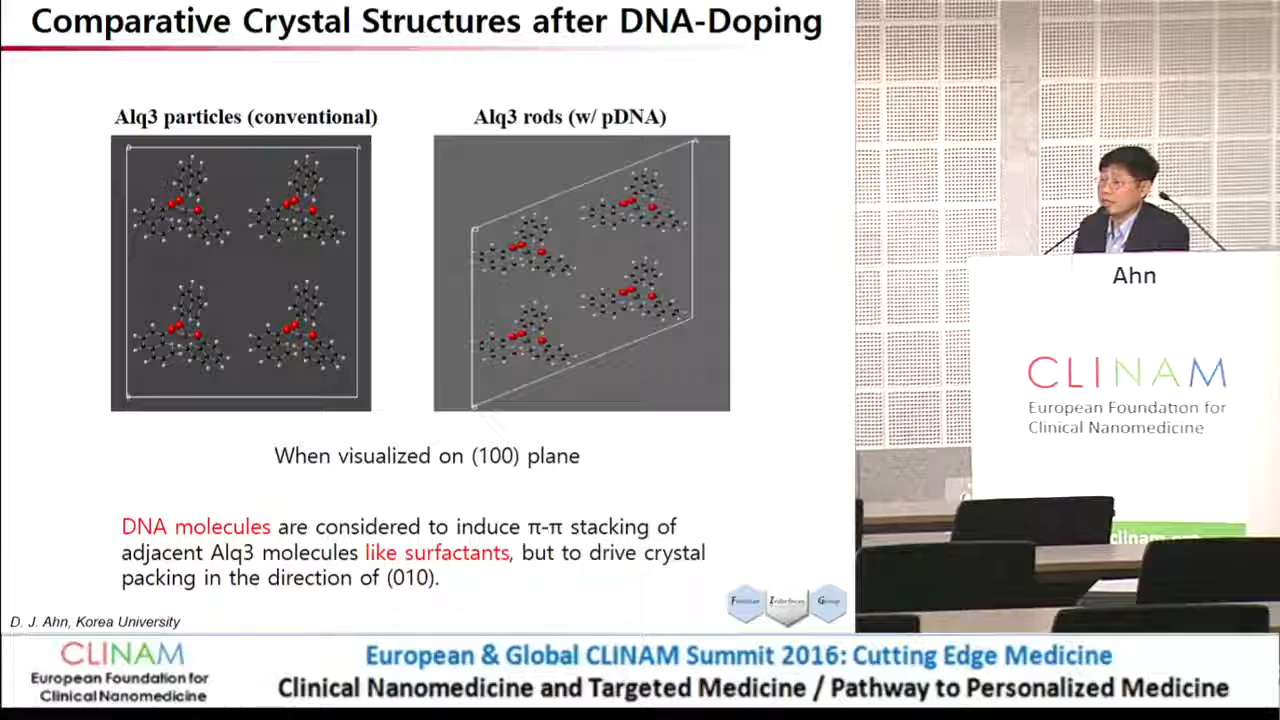 Comparative Crystal Structures after DNA-Doping
Alq3 particles (conventional)
Alq3 rods (w/ pDNA)
When visualized on (100) plane
DNA molecules are considered to induce π-π stacking of
adjacent Alq3 molecules like surfactants, but to drive crystal
packing in the direction of (010).
D. J. Ahn, Korea University
Ahn
CLINAM
European Foundation for
Clinical Nanomedicine
CLINAM
European Foundation for
Clinical Nanomedicine
European & Global CLINAM Summit 2016: Cutting Edge Medicine
Clinical Nanomedicine and Targeted Medicine / Pathway to Personalized Medicine